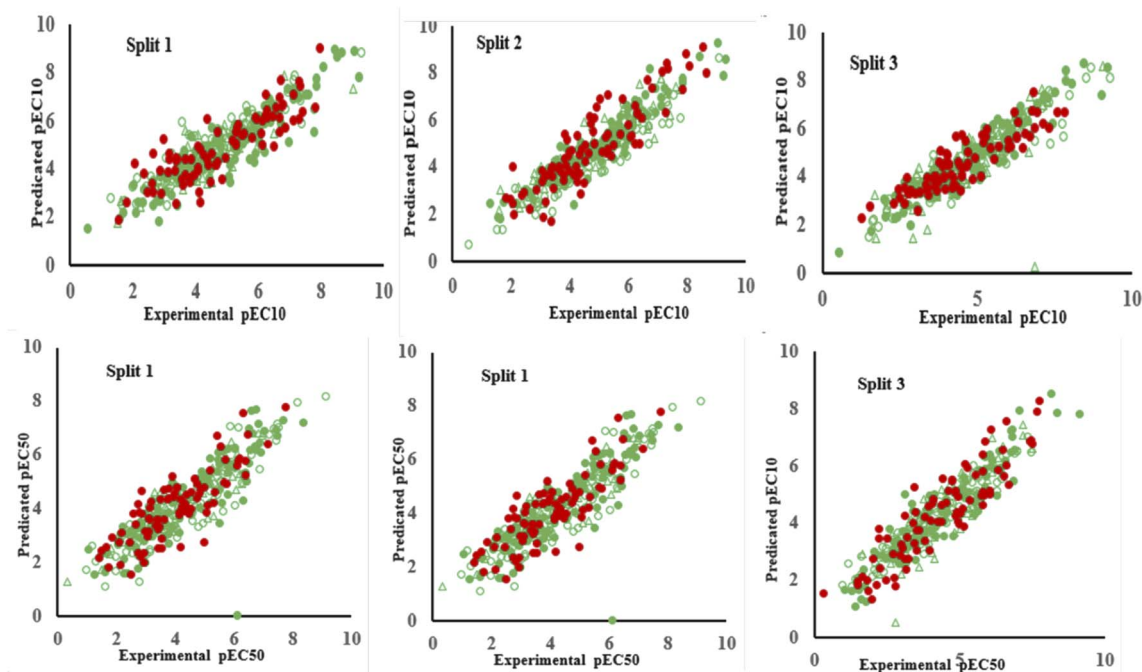 10
8
6
4
2
0
Predicated pEC10
Split 1
0 2 4 6 8 10
Experimental pEC10
10
8
6
4
2
0
Predicated pEC10
Split 2
0 2 4 6 8 10
Experimental pEC10
10
8
6
4
2
0
Predicated pEC10
Split 3
0 5 10
Experimental pEC10
10
8
6
4
2
0
Predicated pEC50
Split 1
0 2 4 6 8 10
Experimental pEC50
10
8
6
4
2
0
Predicated pEC50
Split 1
0 2 4 6 8 10
Experimental pEC50
10
8
6
4
2
0
Predicated pEC10
Split 3
0 5 10
Experimental pEC50